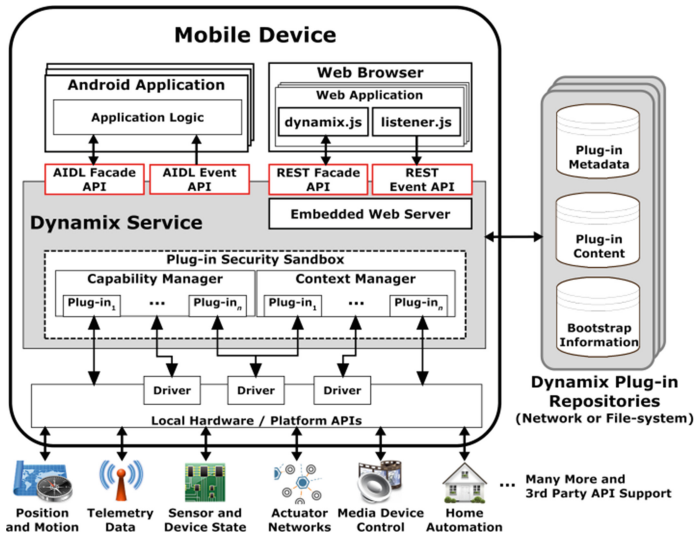 Mobile Device
Android Application
Application Logic
Web Browser
Web Application
dynamix.js
listener.js
AIDL Facade
API
AIDL Event
API
REST Facade
API
REST
Event API
Dynamix Service
Embedded Web Server
Plug-in Security Sandbox
Capability Manager
Plug-in1
...
Plug-inn
Context Manager
Plug-in1
...
Plug-inn
Driver
Driver
Driver
Local Hardware / Platform APIs
Position
and Motion
Telemetry
Data
Sensor and
Device State
Actuator
Networks
Media Device
Control
Home
Automation
... Many More and
3rd Party API Support
Plug-in
Metadata
Plug-in
Content
Bootstrap
Information
Dynamix Plug-in
Repositories
(Network or File-system)